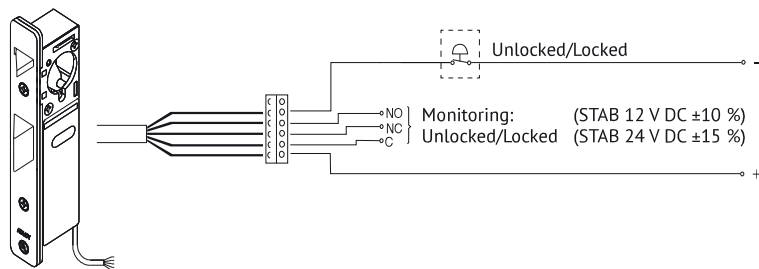 Unlocked/Locked
-
NO
Monitoring: (STAB 12 V DC ±10 %)
NC
Unlocked/Locked (STAB 24 V DC ±15 %)
C
+